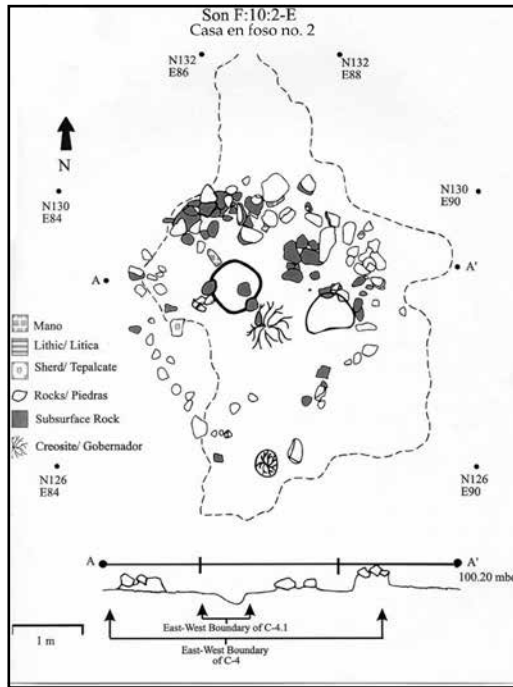 Son F:10:2-E
Casa en foso no. 2
N132
E86
N132
E88
N
N130
E84
N130
E90
A
A'
Mano
Lithic/ Litica
Sherd/ Tepalcate
Rocks/ Piedras
Subsurface Rock
Creosite/ Gobernador
N126
E84
N126
E90
A
A'
100.20 mbd
East-West Boundary of C-4.1
1 m
East-West Boundary
of C-4